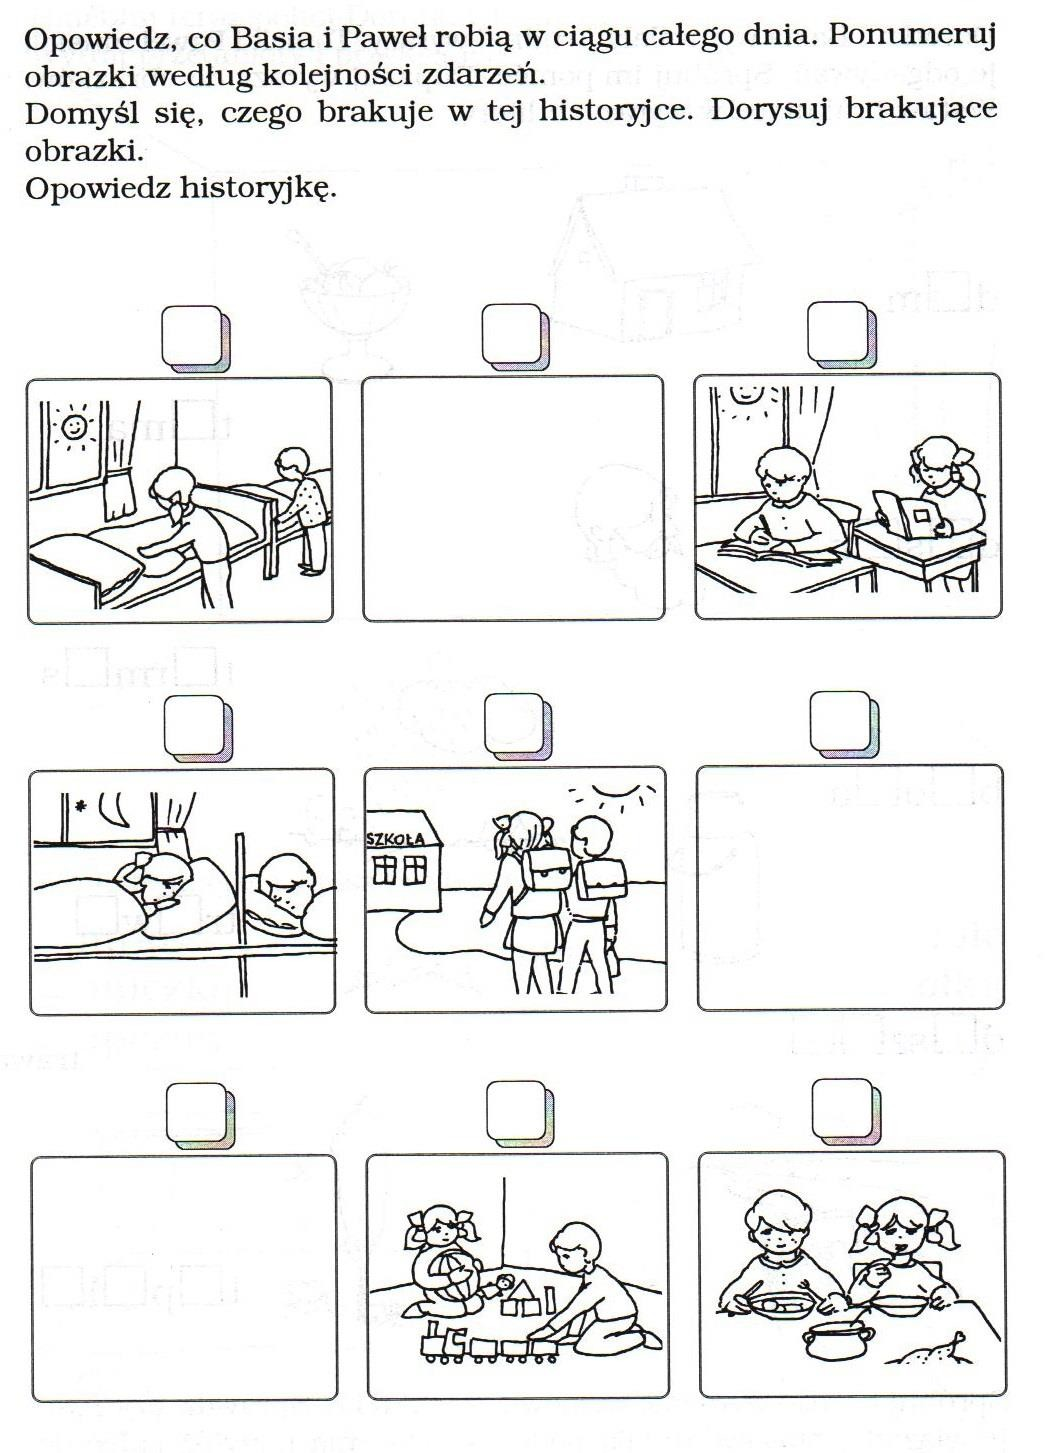 Opowiedz, co Basia i Paweł robią w ciągu całego dnia. Ponumeruj
obrazki według kolejności zdarzeń.
Domyśl się, czego brakuje w tej historyjce. Dorysuj brakujące
obrazki.
Opowiedz historyjkę.
SZKOŁA